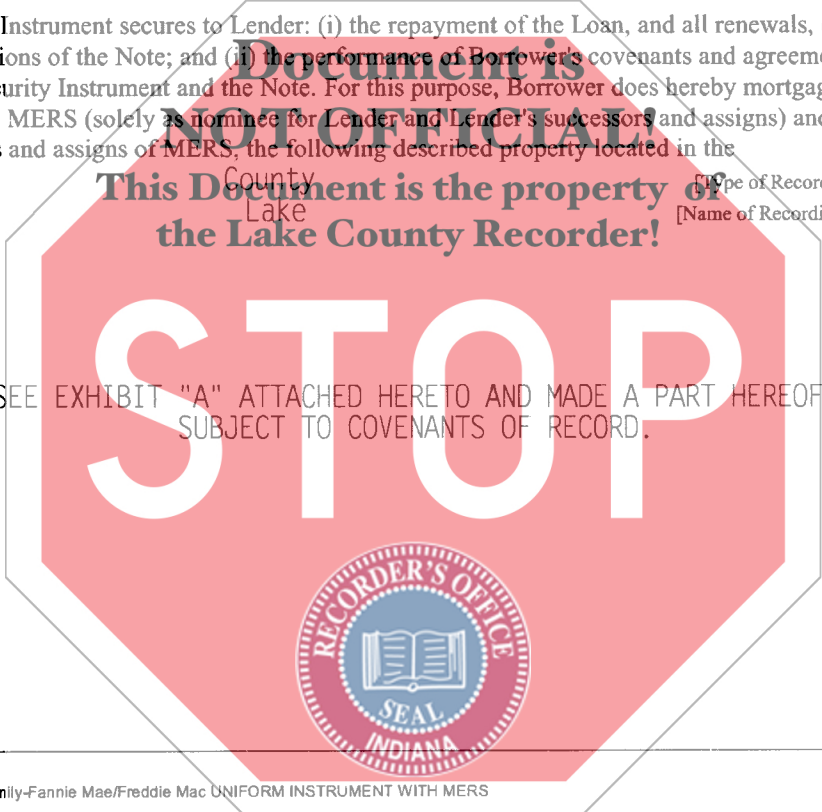 Instrument secures to Lender: (i) the repayment of the Loan, and all renewals,
ions of the Note; and (ii) the performance of Borrower's covenants and agreeme
urity Instrument and the Note. For this purpose, Borrower does hereby mortgag
MERS (solely as nominee for Lender and Lender's successors and assigns) and
s and assigns of MERS, the following described property located in the
County [Type of Record
Lake [Name of Recordi
Document is
NOT OFFICIAL!
This Document is the property of
the Lake County Recorder!
STOP
SEE EXHIBIT "A" ATTACHED HERETO AND MADE A PART HEREOF
SUBJECT TO COVENANTS OF RECORD.
RECORDER'S OFFICE
SEAL
INDIANA
mily-Fannie Mae/Freddie Mac UNIFORM INSTRUMENT WITH MERS